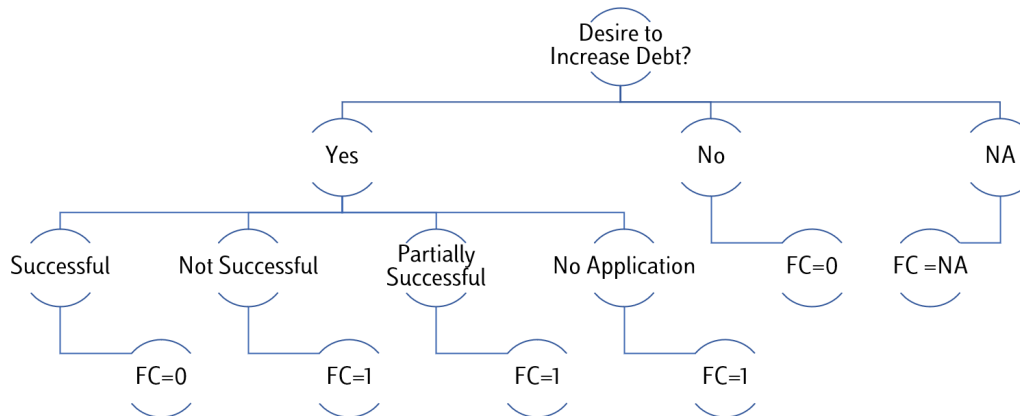 Desire to
Increase Debt?
Yes
No
NA
Successful
Not Successful
Partially
Successful
No Application
FC=0
FC =NA
FC=0
FC=1
FC=1
FC=1